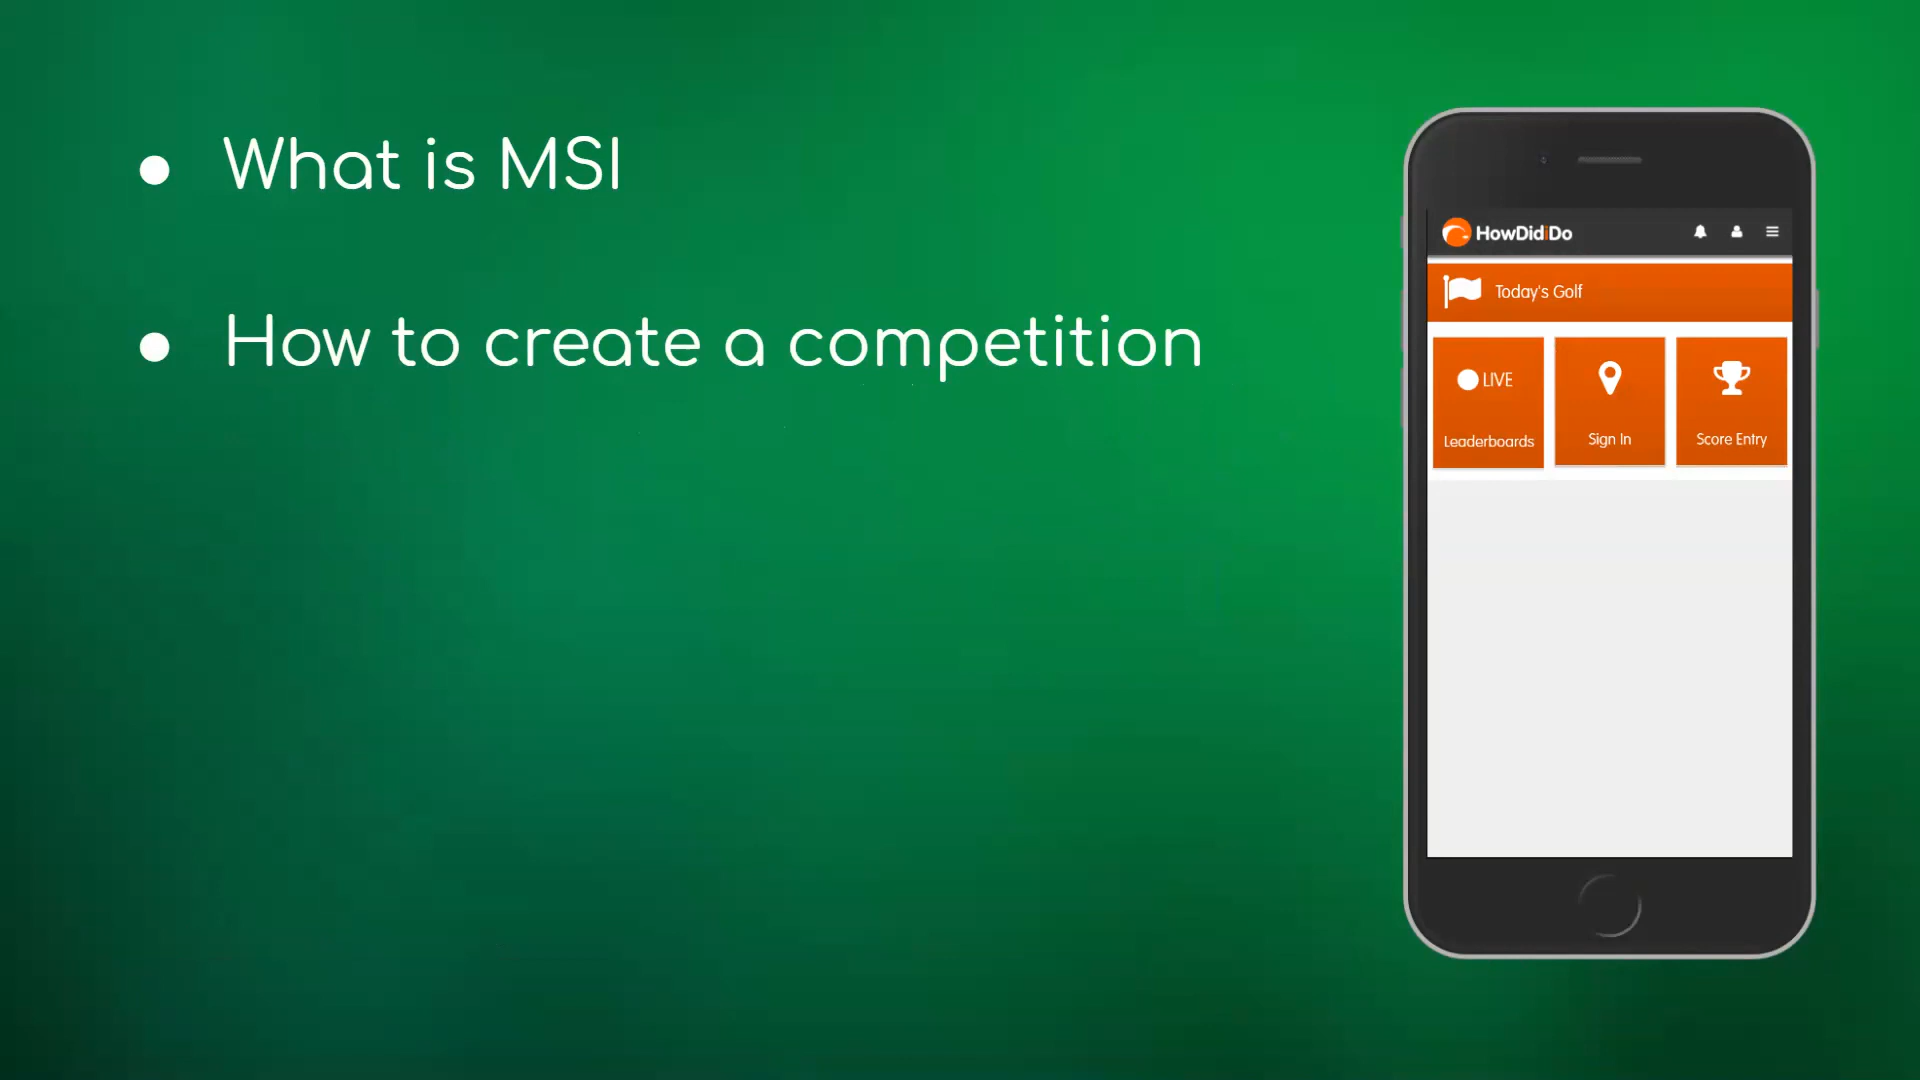 What is MSI
How to create a competition
HowDidiDo
Today's Golf
LIVE
Leaderboards
Sign In
Score Entry